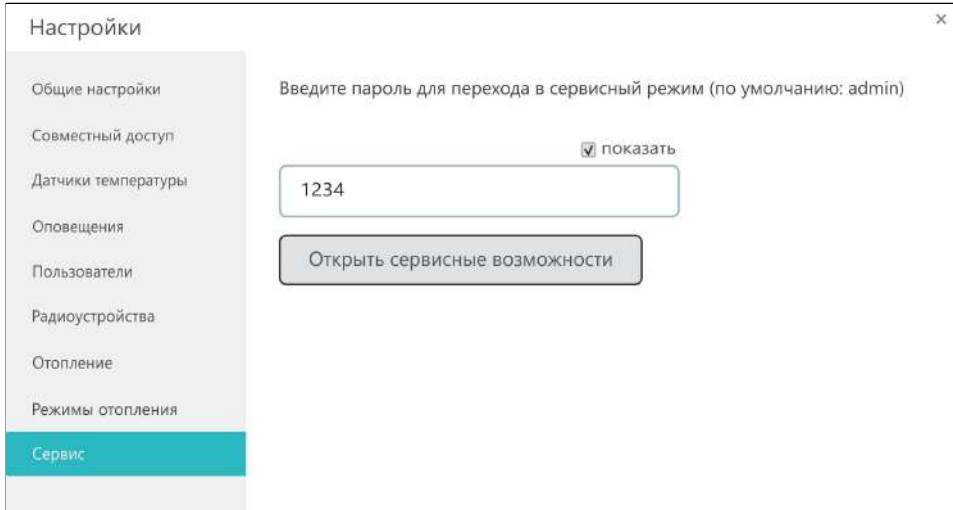 Настройки
Общие настройки
Совместный доступ
Датчики температуры
Оповещения
Пользователи
Радиоустройства
Отопление
Режимы отопления
Сервис
Введите пароль для перехода в сервисный режим (по умолчанию: admin)
показать
1234
Открыть сервисные возможности